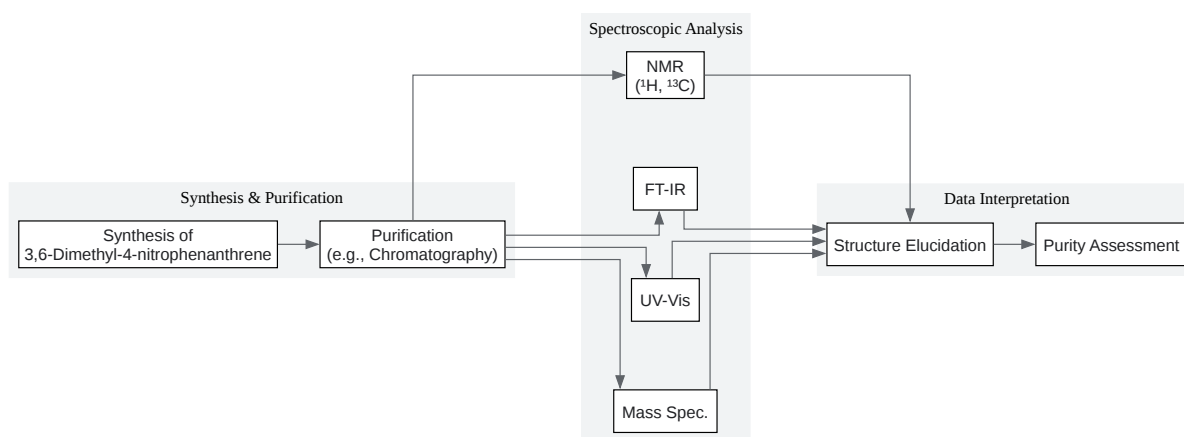 Spectroscopic Analysis
NMR
(¹H, ¹³C)
FT-IR
Synthesis & Purification
Data Interpretation
Synthesis of
3,6-Dimethyl-4-nitrophenanthrene
Purification
(e.g., Chromatography)
Structure Elucidation
Purity Assessment
UV-Vis
Mass Spec.